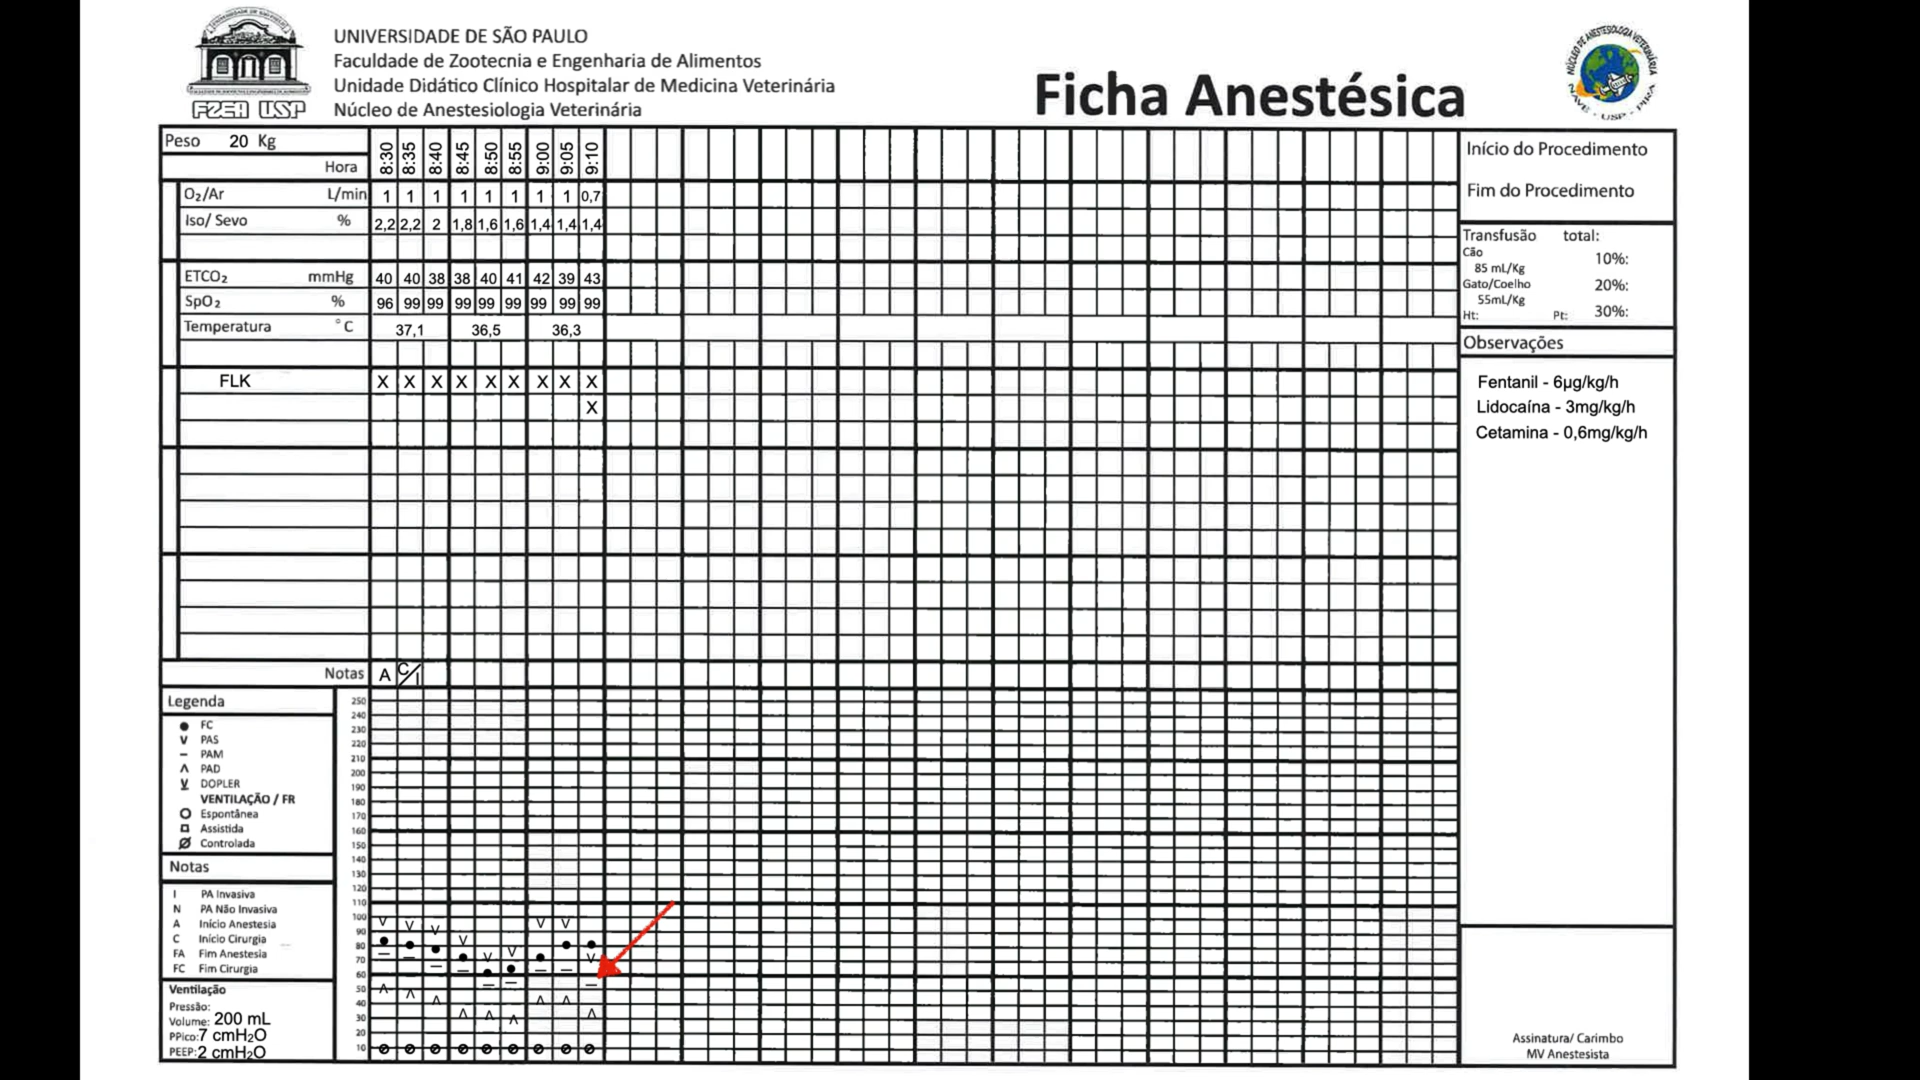 UNIVERSIDADE DE SÃO PAULO
Faculdade de Zootecnia e Engenharia de Alimentos
Unidade Didático Clínico Hospitalar de Medicina Veterinária
Núcleo de Anestesiologia Veterinária
FZEA USP
Ficha Anestésica
NÚCLEO DE ANESTESIOLOGIA VETERINÁRIA
NAVE - USP - PIRA
Peso 20 Kg
Hora 8:30 8:35 8:40 8:45 8:50 8:55 9:00 9:05 9:10
O₂/Ar L/min 1 1 1 1 1 1 1 1 0,7
Iso/ Sevo % 2,2 2,2 2 1,8 1,6 1,6 1,4 1,4 1,4
ETCO₂ mmHg 40 40 38 38 40 41 42 39 43
SpO₂ % 96 99 99 99 99 99 99 99 99
Temperatura °C 37,1 36,5 36,3
FLK X X X X X X X X X
X
Notas A C/I
Início do Procedimento
Fim do Procedimento
Transfusão total:
Cão
85 mL/Kg
10%:
Gato/Coelho
55mL/Kg
20%:
Ht: Pt: 30%:
Observações
Fentanil - 6µg/kg/h
Lidocaína - 3mg/kg/h
Cetamina - 0,6mg/kg/h
Assinatura/ Carimbo
MV Anestesista
Legenda
● FC
V PAS
– PAM
Λ PAD
V DOPLER
VENTILAÇÃO / FR
O Espontânea
□ Assistida
Ø Controlada
Notas
I PA Invasiva
N PA Não Invasiva
A Início Anestesia
C Início Cirurgia
FA Fim Anestesia
FC Fim Cirurgia
Ventilação
Pressão:
Volume: 200 mL
PPico: 7 cmH₂O
PEEP: 2 cmH₂O
250
240
230
220
210
200
190
180
170
160
150
140
130
120
110
100
90
80
70
60
50
40
30
20
10